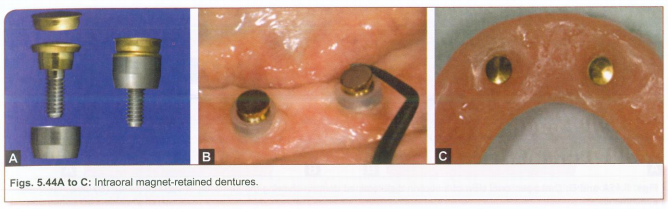 A
B
C
Figs. 5.44A to C: Intraoral magnet-retained dentures.